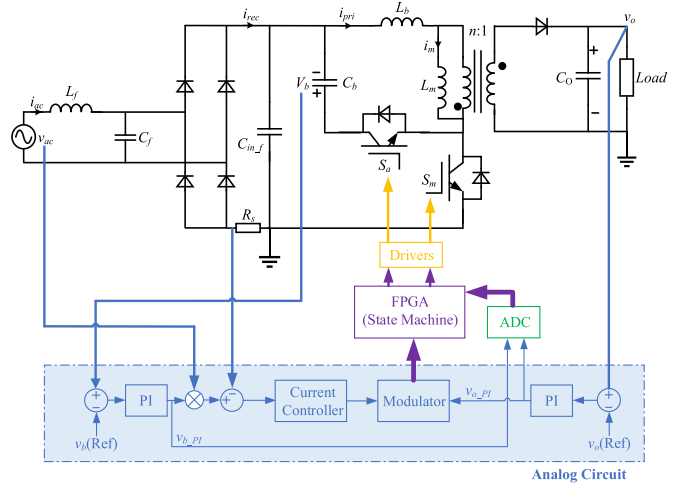 i_rec
i_pri
L_b
n:1
v_o
i_m
V_b
C_b
L_m
C_O
Load
i_ac
L_f
v_ac
C_f
C_in_f
S_a
S_m
R_s
Drivers
FPGA
(State Machine)
ADC
PI
Current
Controller
Modulator
v_o_PI
PI
v_b(Ref)
v_b_PI
v_o(Ref)
Analog Circuit